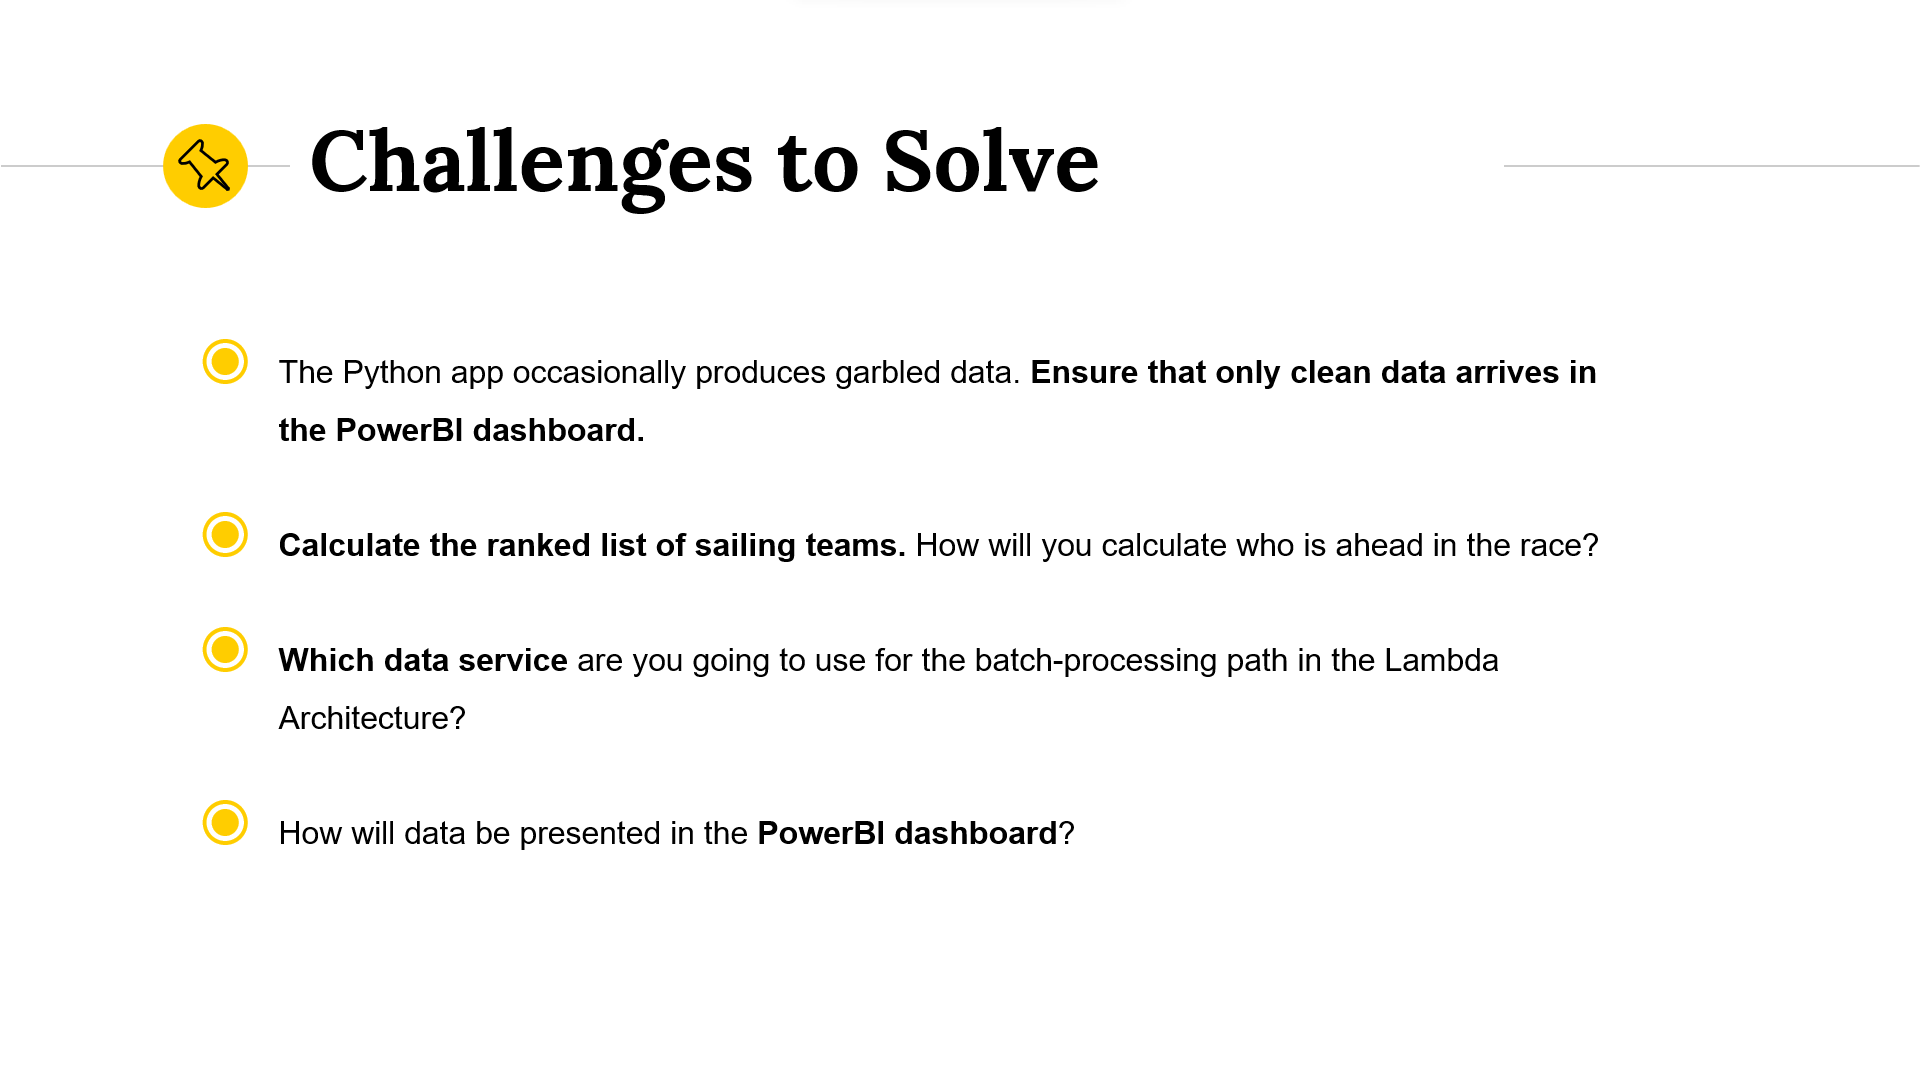 Challenges to Solve
The Python app occasionally produces garbled data. Ensure that only clean data arrives in
the PowerBI dashboard.
Calculate the ranked list of sailing teams. How will you calculate who is ahead in the race?
Which data service are you going to use for the batch-processing path in the Lambda
Architecture?
How will data be presented in the PowerBI dashboard?